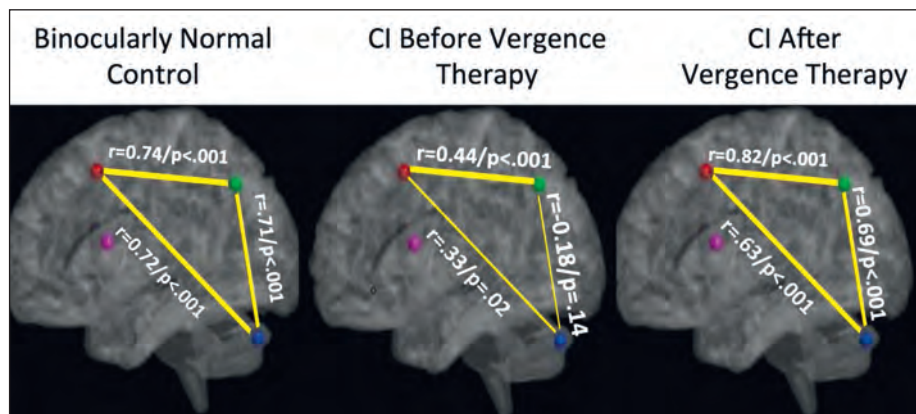 Binocularly Normal
Control
CI Before Vergence
Therapy
CI After
Vergence Therapy
r=0.74/p<.001
r=.71/p<.001
r=0.72/p<.001
r=0.44/p<.001
r=-0.18/p=.14
r=.33/p=.02
r=0.82/p<.001
r=0.69/p<.001
r=.63/p<.001